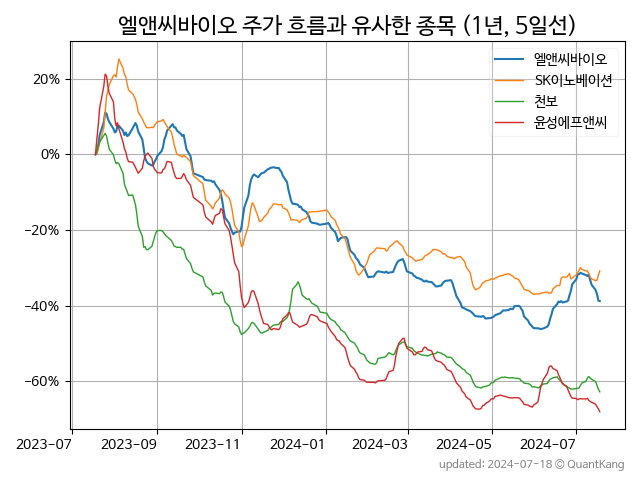 엘앤씨바이오 주가 흐름과 유사한 종목 (1년, 5일선)
엘앤씨바이오
SK이노베이션
천보
윤성에프앤씨
20%
0%
−20%
−40%
−60%
2023−07 2023−09 2023−11 2024−01 2024−03 2024−05 2024−07
updated: 2024-07-18 © QuantKang